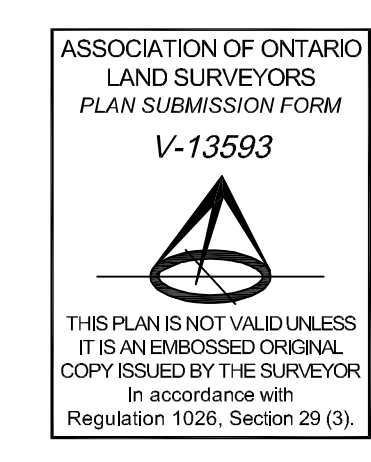 ASSOCIATION OF ONTARIO
LAND SURVEYORS
PLAN SUBMISSION FORM
V-13593
THIS PLAN IS NOT VALID UNLESS
IT IS AN EMBOSSED ORIGINAL
COPY ISSUED BY THE SURVEYOR
In accordance with
Regulation 1026, Section 29 (3).